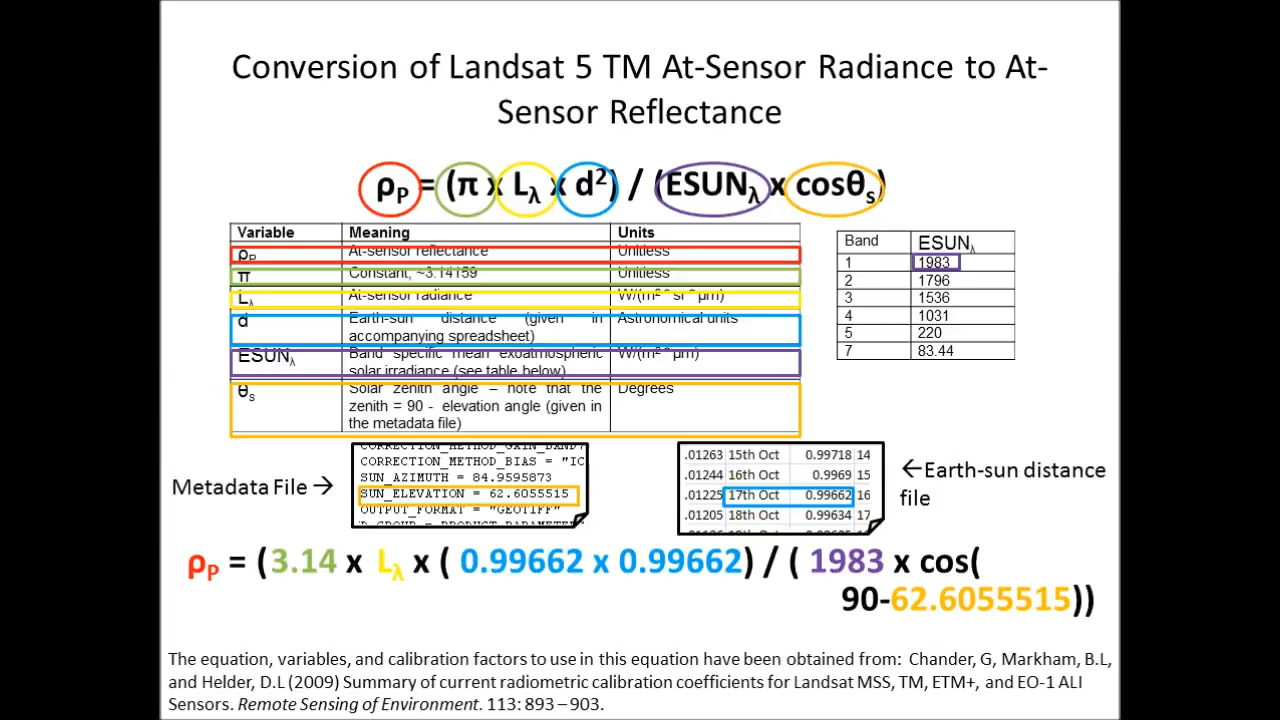 Conversion of Landsat 5 TM At-Sensor Radiance to At-
Sensor Reflectance
ρP = (π x Lλ x d²) / (ESUNλ x cosθs)
Variable Meaning Units
ρP At-sensor reflectance Unitless
π Constant, ~3.14159 Unitless
Lλ At-sensor radiance W/(m² * sr * μm)
d Earth-sun distance (given in accompanying spreadsheet) Astronomical units
ESUNλ Band specific mean exoatmospheric solar irradiance (see table below) W/(m² * μm)
θs Solar zenith angle – note that the zenith = 90 - elevation angle (given in the metadata file) Degrees
Band ESUNλ
1 1983
2 1796
3 1536
4 1031
5 220
7 83.44
Metadata File →
CORRECTION_METHOD_GAIN_BAND
CORRECTION_METHOD_BIAS = "IC
SUN_AZIMUTH = 84.9595873
SUN_ELEVATION = 62.6055515
OUTPUT_FORMAT = "GEOTIFF"
.01263 15th Oct 0.99718 14
.01244 16th Oct 0.9969 15
.01225 17th Oct 0.99662 16
.01205 18th Oct 0.99634 17
←Earth-sun distance
file
ρP = (3.14 x Lλ x ( 0.99662 x 0.99662) / ( 1983 x cos(
90-62.6055515))
The equation, variables, and calibration factors to use in this equation have been obtained from: Chander, G, Markham, B.L,
and Helder, D.L (2009) Summary of current radiometric calibration coefficients for Landsat MSS, TM, ETM+, and EO-1 ALI
Sensors. Remote Sensing of Environment. 113: 893 – 903.